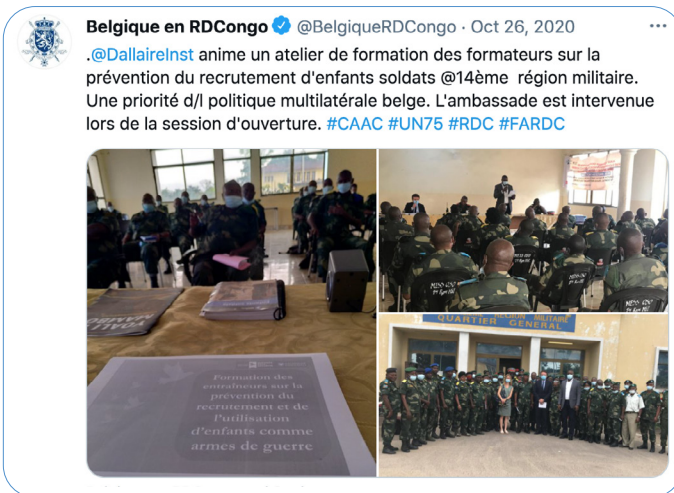 Belgique en RDCongo @BelgiqueRDCongo · Oct 26, 2020
.@DallaireInst anime un atelier de formation des formateurs sur la
prévention du recrutement d'enfants soldats @14ème région militaire.
Une priorité d/l politique multilatérale belge. L'ambassade est intervenue
lors de la session d'ouverture. #CAAC #UN75 #RDC #FARDC
Formation des
entraîneurs sur la
prévention du
recrutement et de
l'utilisation
d'enfants comme
armes de guerre
REGION MILITAIRE
QUARTIER GENERAL